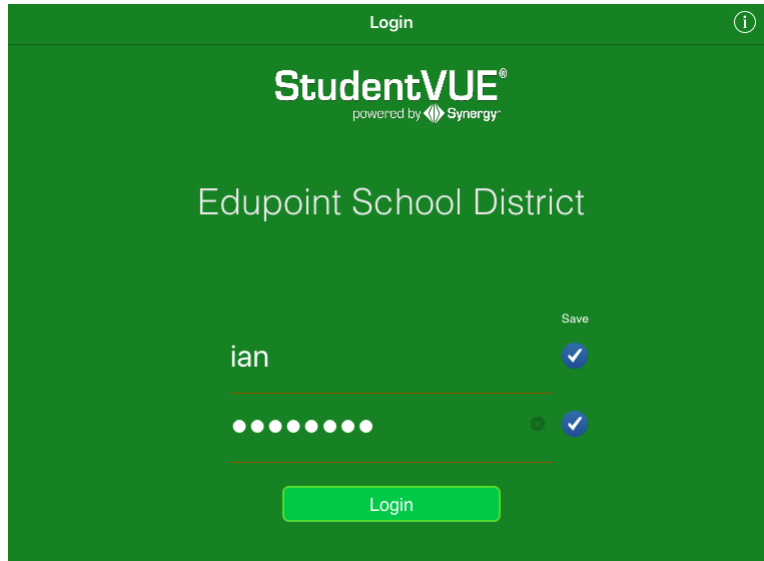 Login
StudentVUE®
powered by Synergy
Edupoint School District
Save
ian
Login